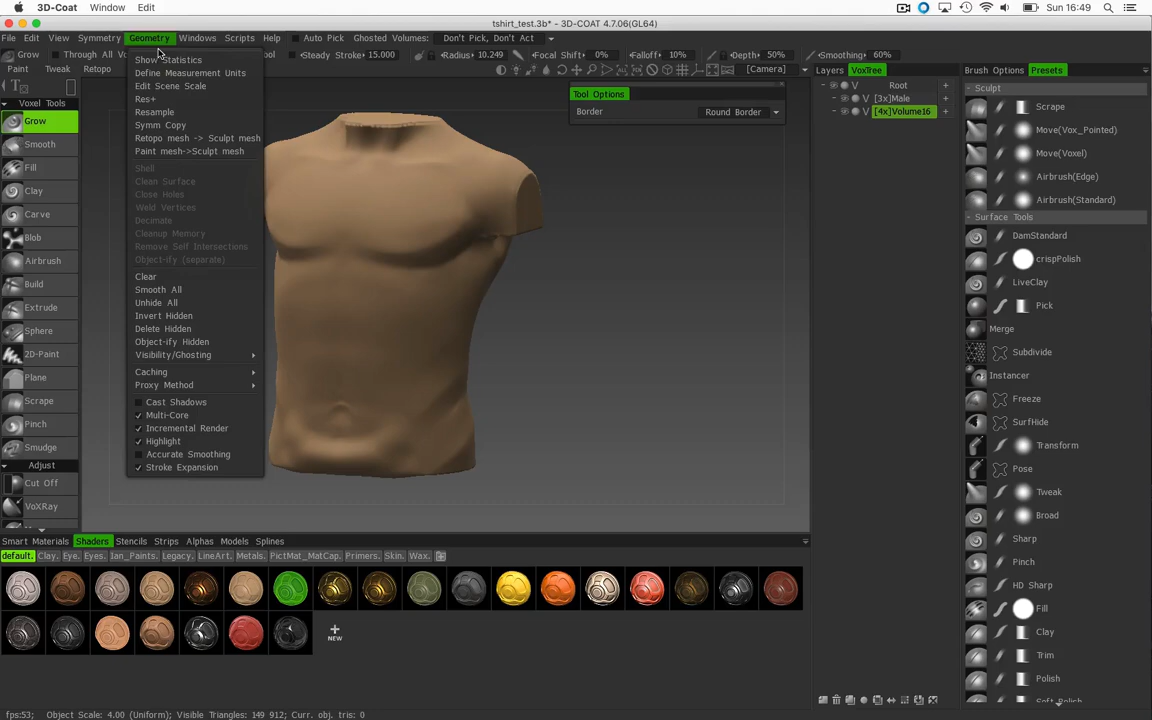 3D-Coat Window Edit Sun 16:49
tshirt_test.3b* - 3D-COAT 4.7.06(GL64)
File Edit View Symmetry Geometry Windows Scripts Help Auto Pick Ghosted Volumes: Don't Pick, Don't Act
Grow Through All Vo ool Steady Stroke: 15.000 Radius: 10.249 Focal Shift: 0% Falloff: 10% Depth: 50% Smoothing: 60%
Paint Tweak Retopo [Camera]
Voxel Tools
Grow
Smooth
Fill
Clay
Carve
Blob
Airbrush
Build
Extrude
Sphere
2D-Paint
Plane
Scrape
Pinch
Smudge
Adjust
Cut Off
VoXRay
Show Statistics
Define Measurement Units
Edit Scene Scale
Res+
Resample
Symm Copy
Retopo mesh -> Sculpt mesh
Paint mesh->Sculpt mesh
Shell
Clean Surface
Close Holes
Weld Vertices
Decimate
Cleanup Memory
Remove Self Intersections
Object-ify (separate)
Clear
Smooth All
Unhide All
Invert Hidden
Delete Hidden
Object-ify Hidden
Visibility/Ghosting
Caching
Proxy Method
Cast Shadows
Multi-Core
Incremental Render
Highlight
Accurate Smoothing
Stroke Expansion
Tool Options
Border Round Border
Layers VoxTree
V Root +
V [3x]Male +
V [4x]Volume16 +
Brush Options Presets
Sculpt
Scrape
Move(Vox_Pointed)
Move(Voxel)
Airbrush(Edge)
Airbrush(Standard)
Surface Tools
DamStandard
crispPolish
LiveClay
Pick
Merge
Subdivide
Instancer
Freeze
SurfHide
Transform
Pose
Tweak
Broad
Sharp
Pinch
HD Sharp
Fill
Clay
Trim
Polish
Soft Polish
Smart Materials Shaders Stencils Strips Alphas Models Splines
default. Clay. Eye. Eyes. Ian_Paints. Legacy. LineArt. Metals. PictMat_MatCap. Primers. Skin. Wax.
NEW
fps:53; Object Scale: 4.00 (Uniform); Visible Triangles: 149 912; Curr. obj. tris: 0